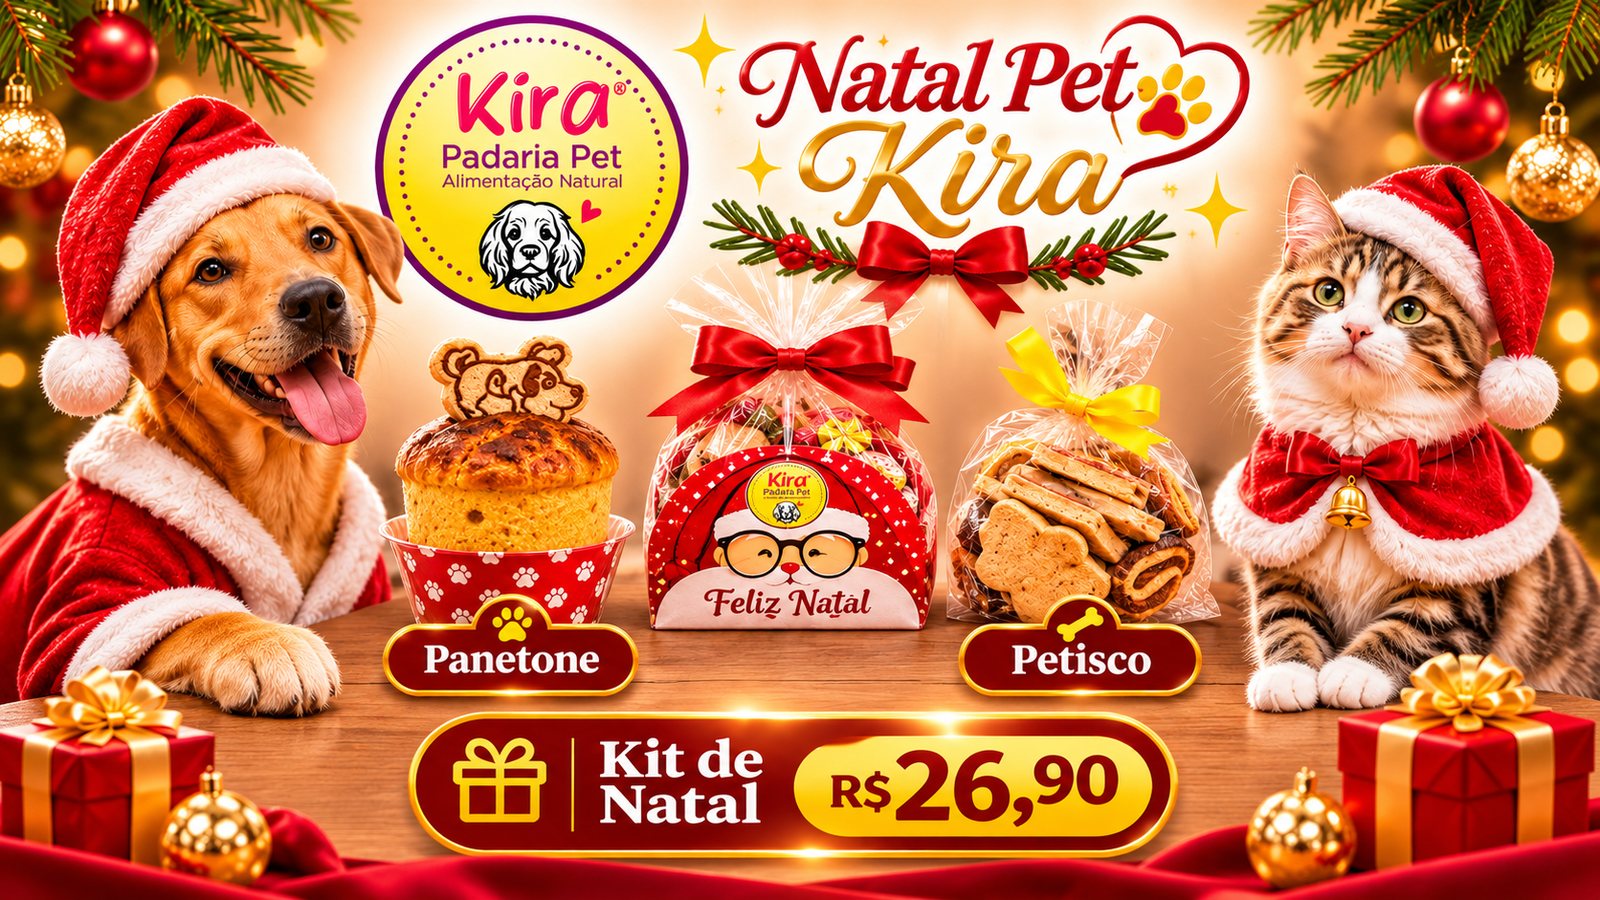 Kira®
Padaria Pet
Alimentação Natural
Natal Pet
Kira
Kira
Padaria Pet
Feliz Natal
Panetone
Petisco
Kit de
Natal
R$26,90